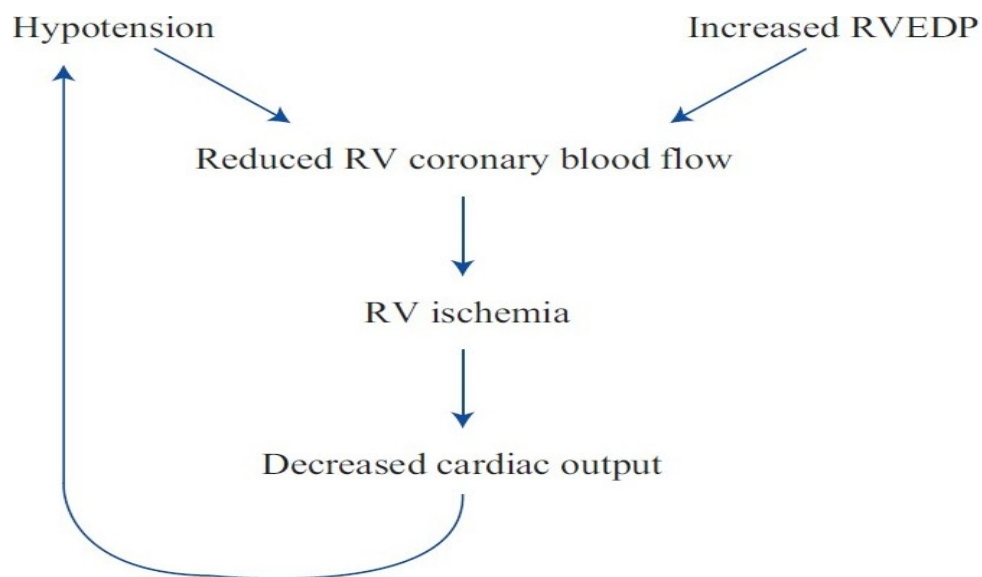 Hypotension
Increased RVEDP
Reduced RV coronary blood flow
RV ischemia
Decreased cardiac output